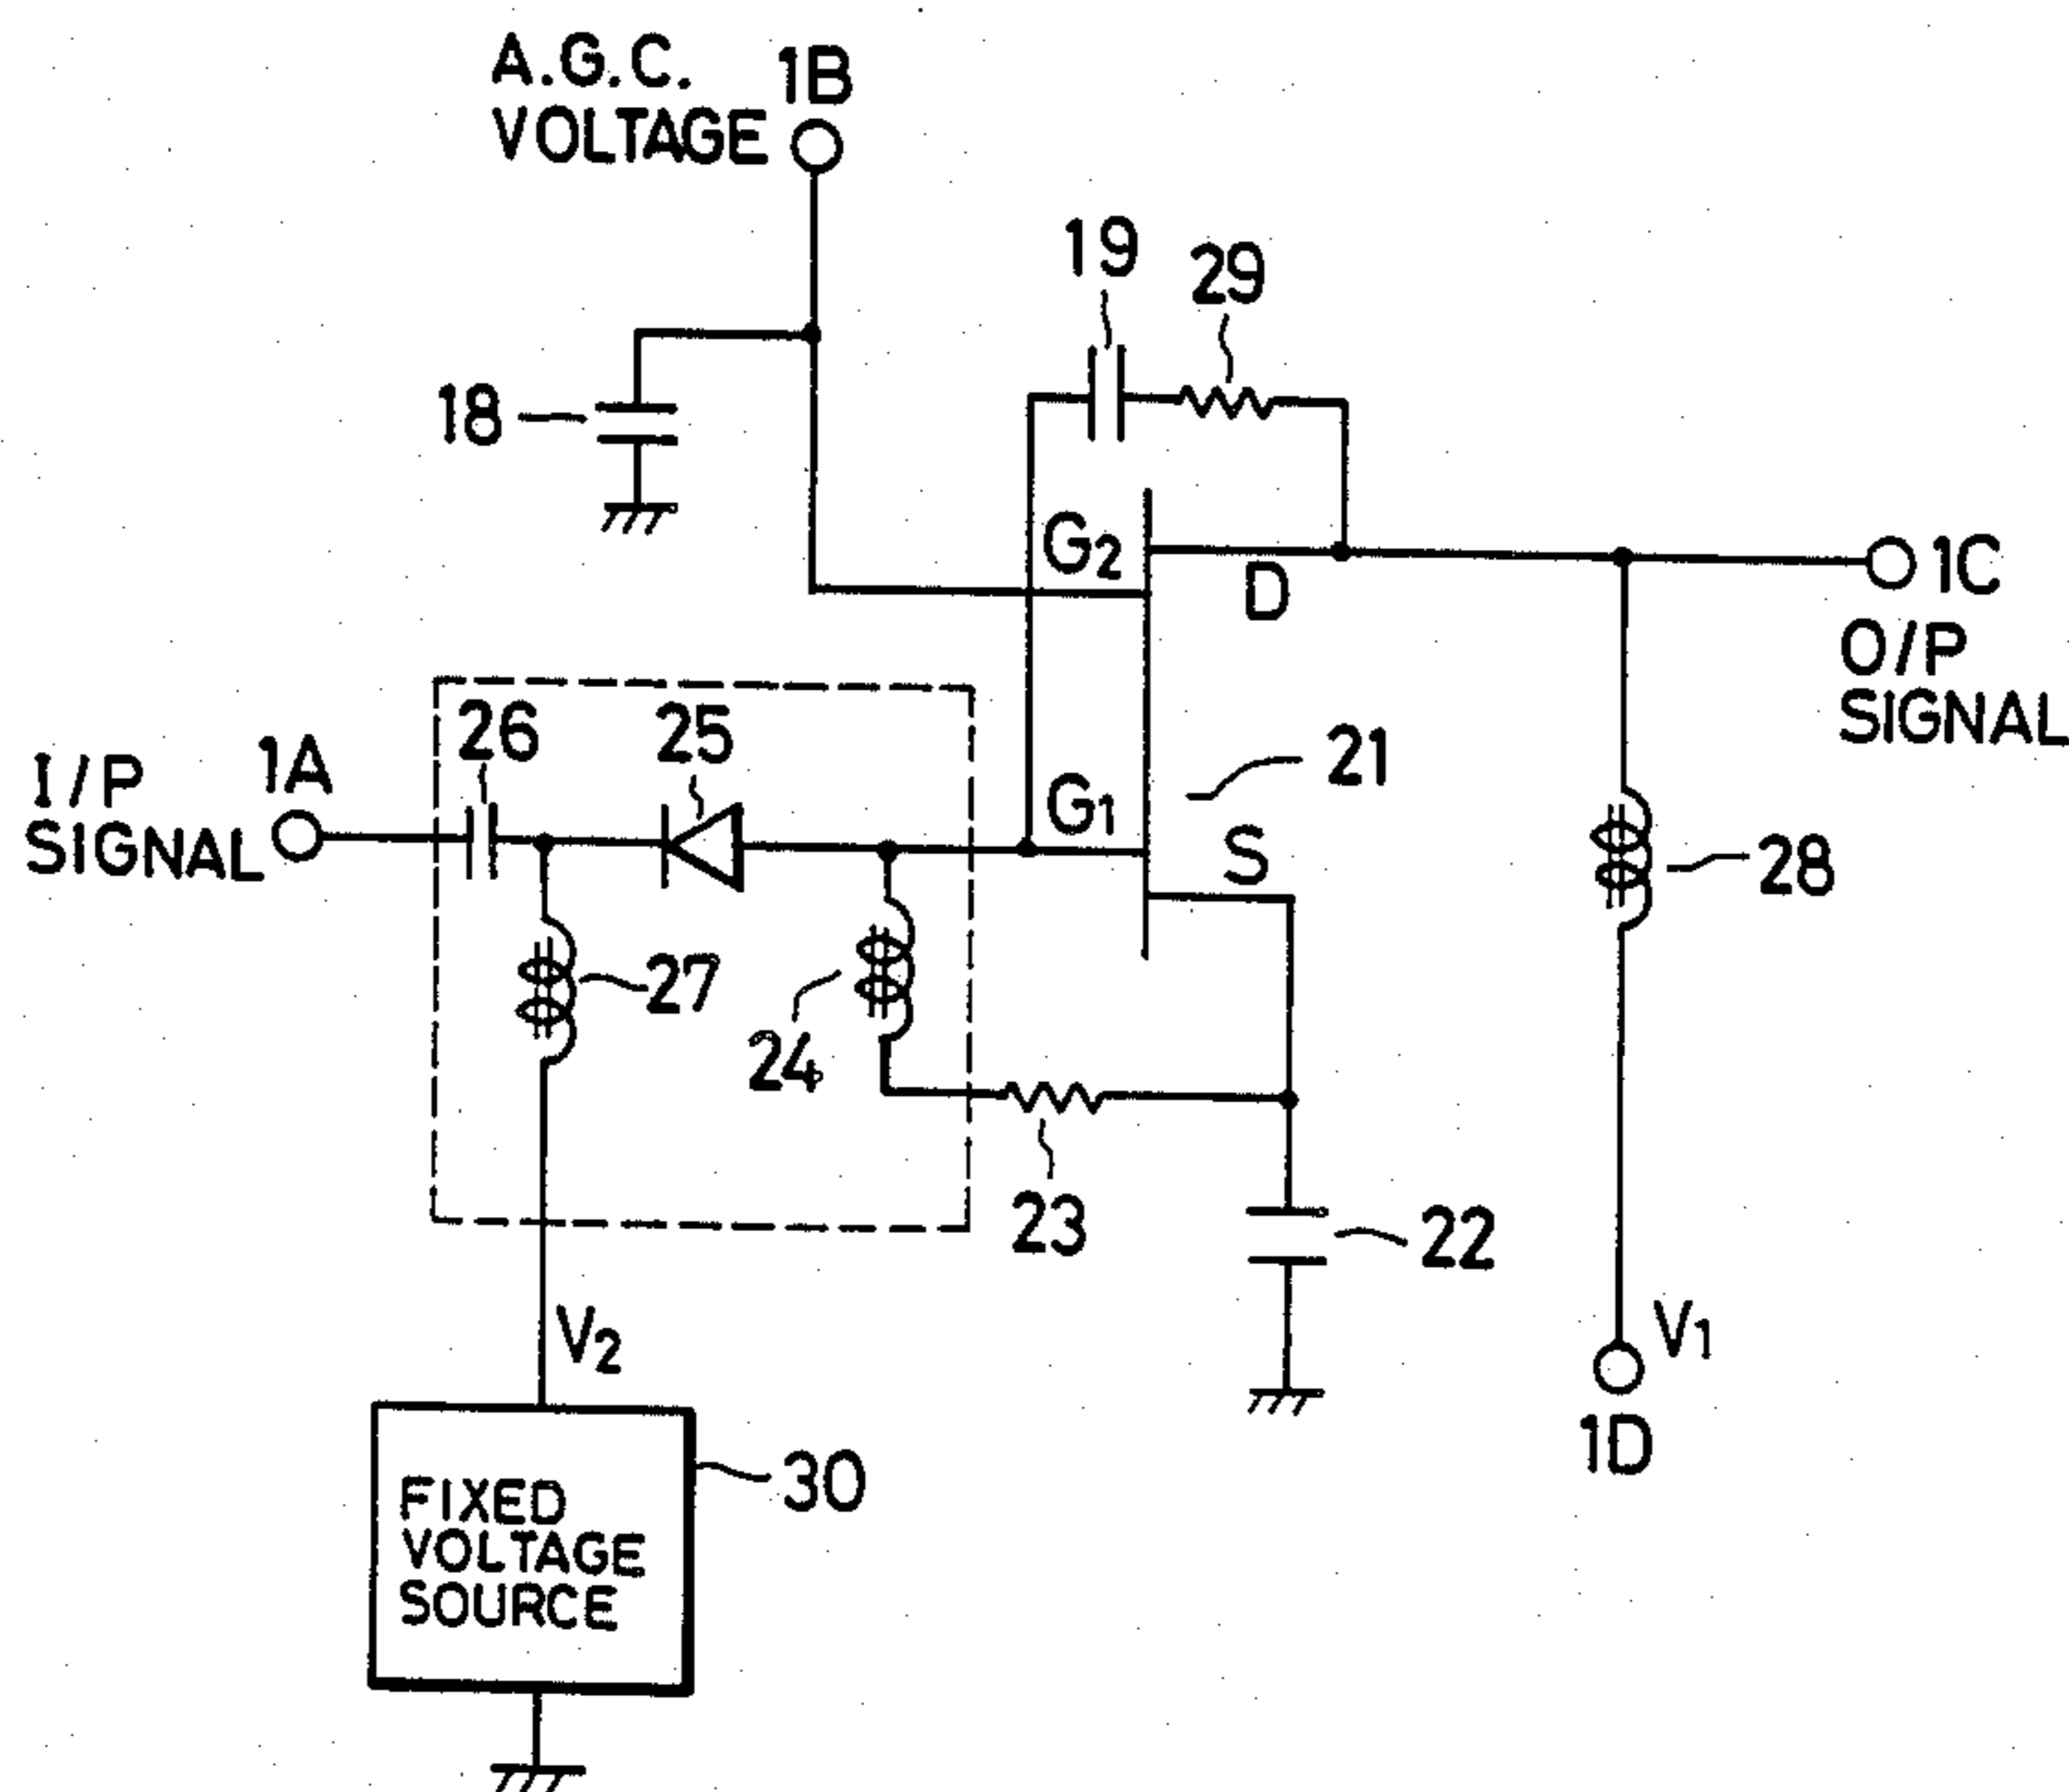 A.G.C.
VOLTAGE
1B
19
29
18
G2
D
1C
O/P
SIGNAL
26
25
I/P
SIGNAL
1A
G1
21
S
28
27
24
23
22
V2
V1
1D
30
FIXED
VOLTAGE
SOURCE